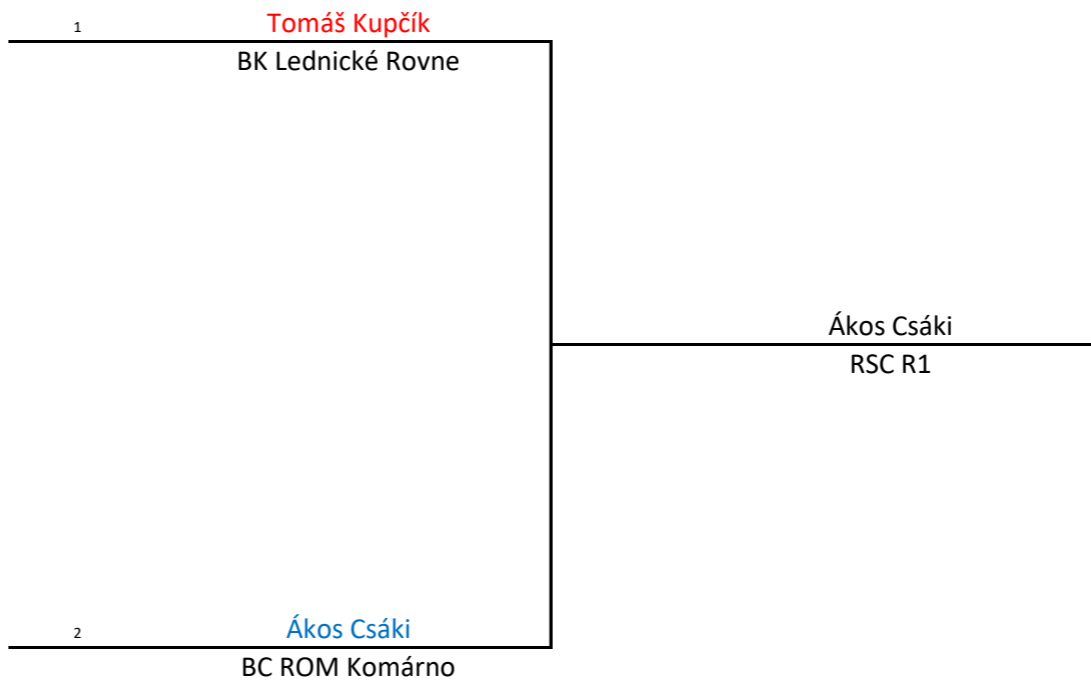 1 Tomáš Kupčík
BK Lednické Rovne
Ákos Csáki
RSC R1
2 Ákos Csáki
BC ROM Komárno